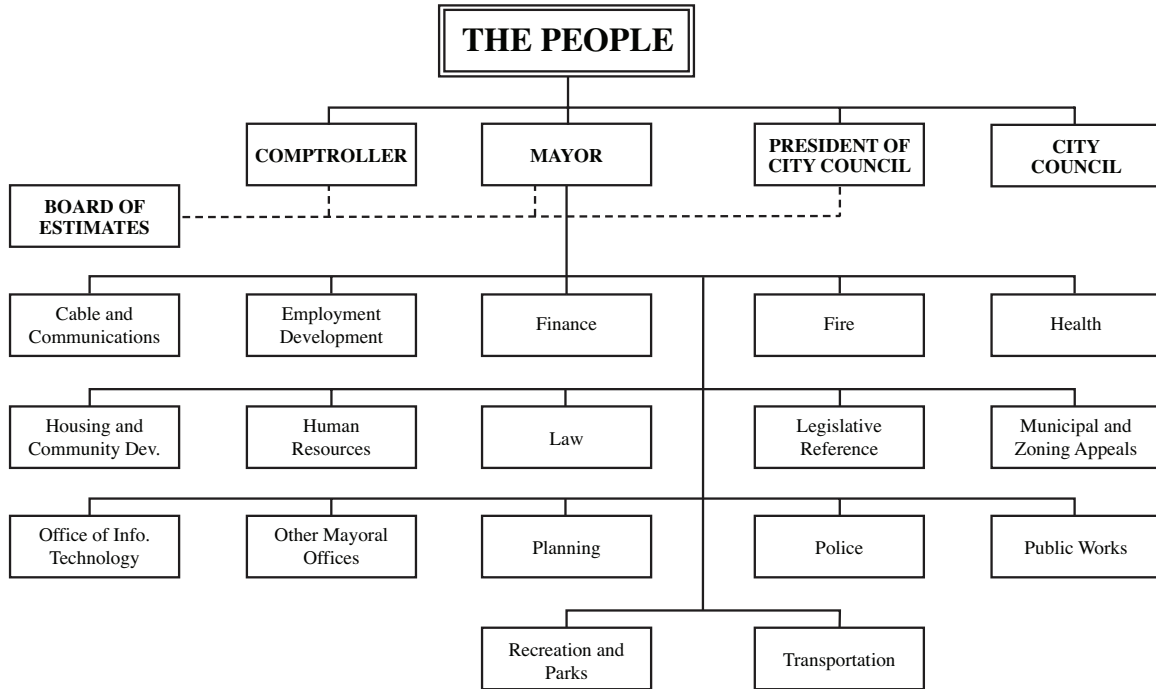 THE PEOPLE
COMPTROLLER
MAYOR
PRESIDENT OF
CITY COUNCIL
CITY
COUNCIL
BOARD OF
ESTIMATES
Cable and
Communications
Employment
Development
Finance
Fire
Health
Housing and
Community Dev.
Human
Resources
Law
Legislative
Reference
Municipal and
Zoning Appeals
Office of Info.
Technology
Other Mayoral
Offices
Planning
Police
Public Works
Recreation and
Parks
Transportation